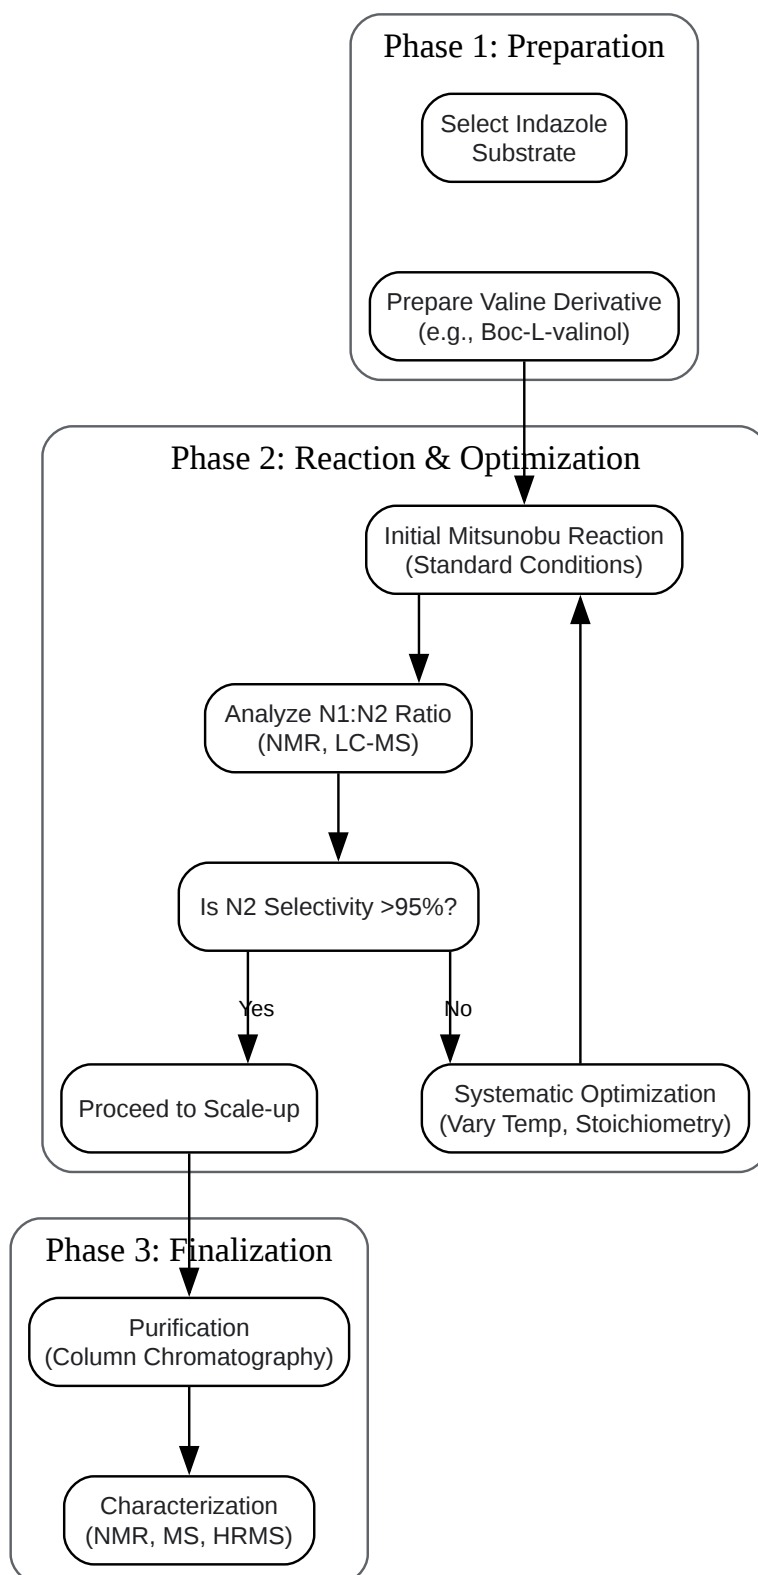 Phase 1: Preparation
Select Indazole
Substrate
Prepare Valine Derivative
(e.g., Boc-L-valinol)
Phase 2: Reaction & Optimization
Initial Mitsunobu Reaction
(Standard Conditions)
Analyze N1:N2 Ratio
(NMR, LC-MS)
Is N2 Selectivity >95%?
Yes
No
Proceed to Scale-up
Systematic Optimization
(Vary Temp, Stoichiometry)
Phase 3: Finalization
Purification
(Column Chromatography)
Characterization
(NMR, MS, HRMS)